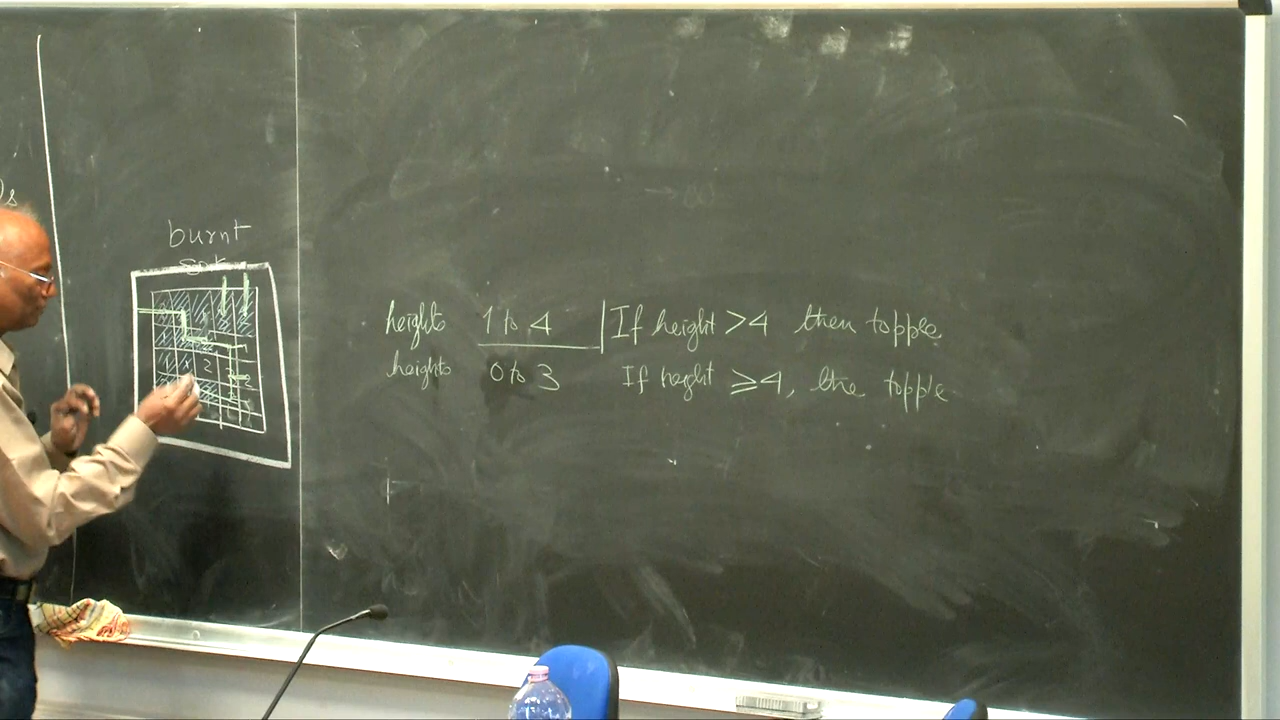 burnt
heights 1 to 4 | If height >4 then topple
heights 0 to 3 If height ⩾4, the topple
2